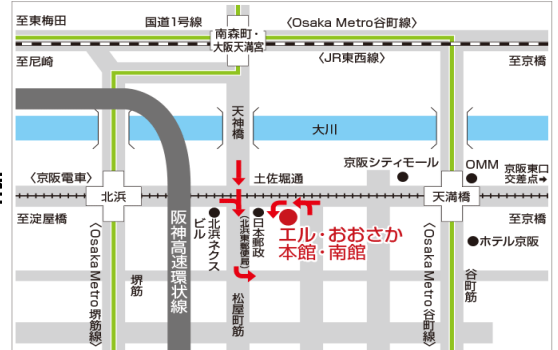 至東梅田
国道1号線
〈Osaka Metro谷町線〉
南森町・
大阪天満宮
至尼崎
〈JR東西線〉
至京橋
天神橋
大川
京阪シティモール
OMM
京阪東口
交差点➔
〈京阪電車〉
北浜
土佐堀通
天満橋
至淀屋橋
至京橋
北浜ネクス
ビル
日本郵政
(北浜東郵便局)
エル・おおさか
本館・南館
ホテル京阪
阪神高速環状線
〈Osaka Metro堺筋線〉
堺筋
松屋町筋
〈Osaka Metro谷町線〉
谷町筋